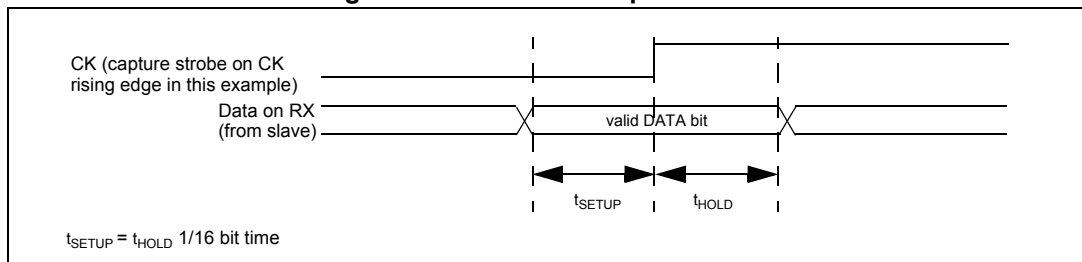 CK (capture strobe on CK
rising edge in this example)
Data on RX
(from slave)
valid DATA bit
tSETUP
tHOLD
tSETUP = tHOLD 1/16 bit time